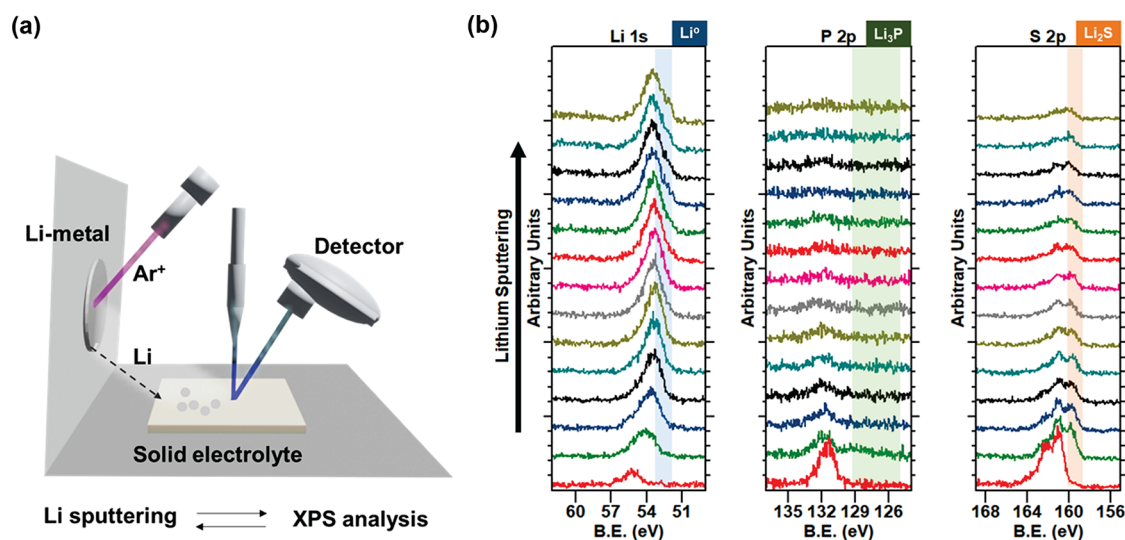 (a)
Li-metal
Ar+
Detector
Li
Solid electrolyte
Li sputtering
XPS analysis
(b)
Li 1s
Li⁰
P 2p
Li₃P
S 2p
Li₂S
Lithium Sputtering
Arbitrary Units
Arbitrary Units
Arbitrary Units
60 57 54 51
135 132 129 126
168 164 160 156
B.E. (eV)
B.E. (eV)
B.E. (eV)